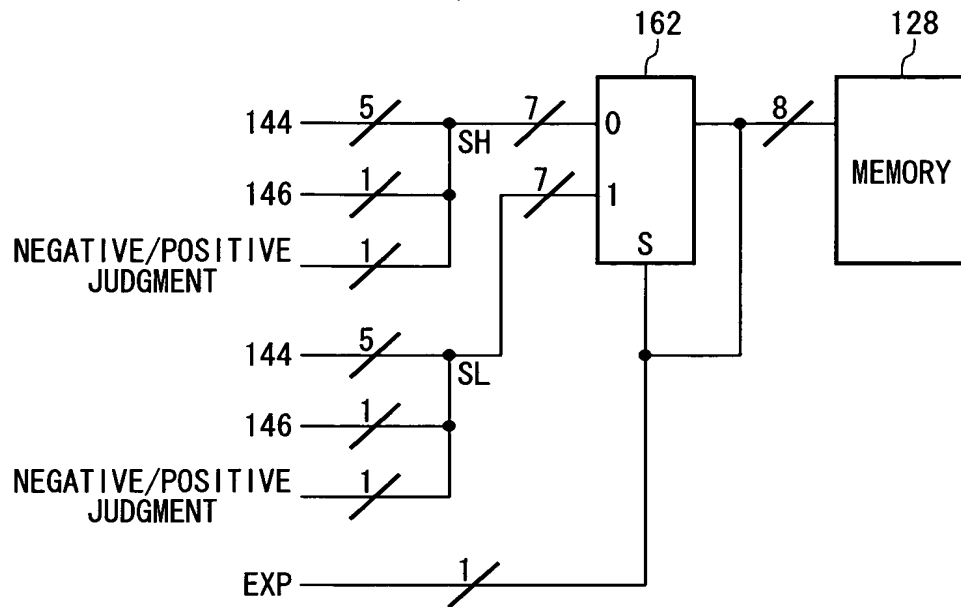 162
128
144
5
SH
7
0
8
MEMORY
146
1
7
1
NEGATIVE/POSITIVE
JUDGMENT
1
S
144
5
SL
146
1
NEGATIVE/POSITIVE
JUDGMENT
1
EXP
1